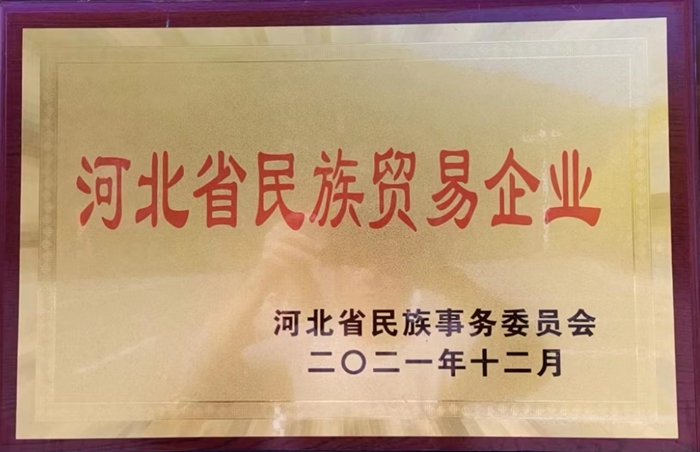 河北省民族贸易企业
河北省民族事务委员会
二〇二一年十二月